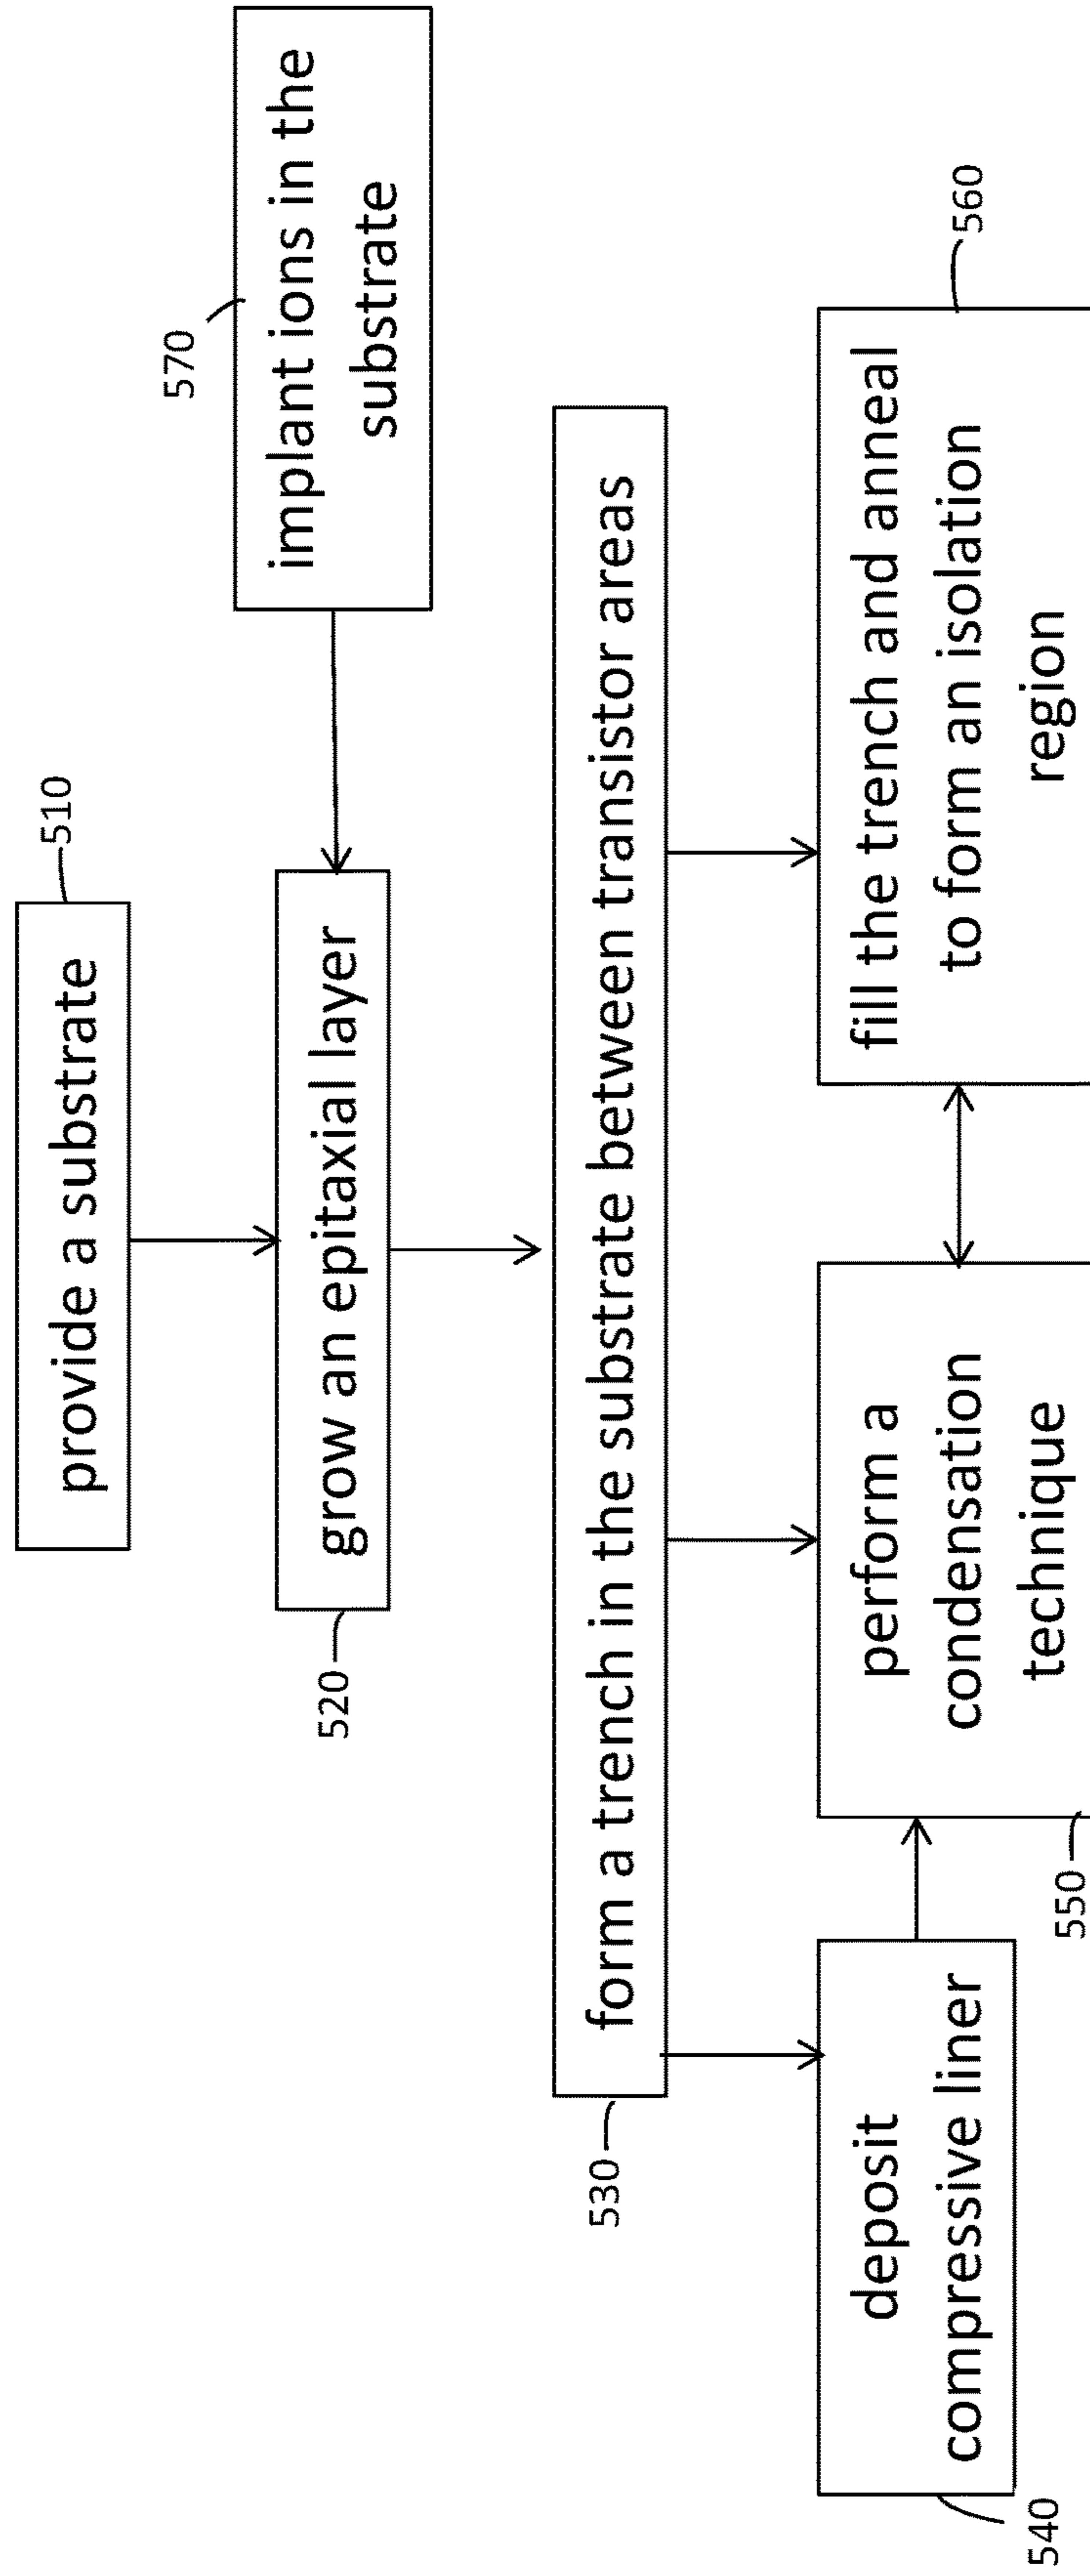 510
provide a substrate
570
implant ions in the
substrate
520
grow an epitaxial layer
530
form a trench in the substrate between transistor areas
540
deposit
compressive liner
550
perform a
condensation
technique
560
fill the trench and anneal
to form an isolation
region